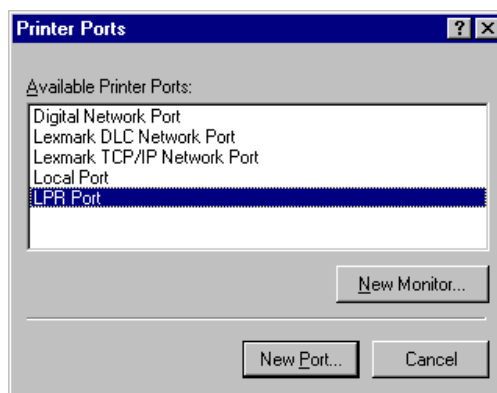 Printer Ports
Available Printer Ports:
Digital Network Port
Lexmark DLC Network Port
Lexmark TCP/IP Network Port
Local Port
LPR Port
New Monitor...
New Port...
Cancel